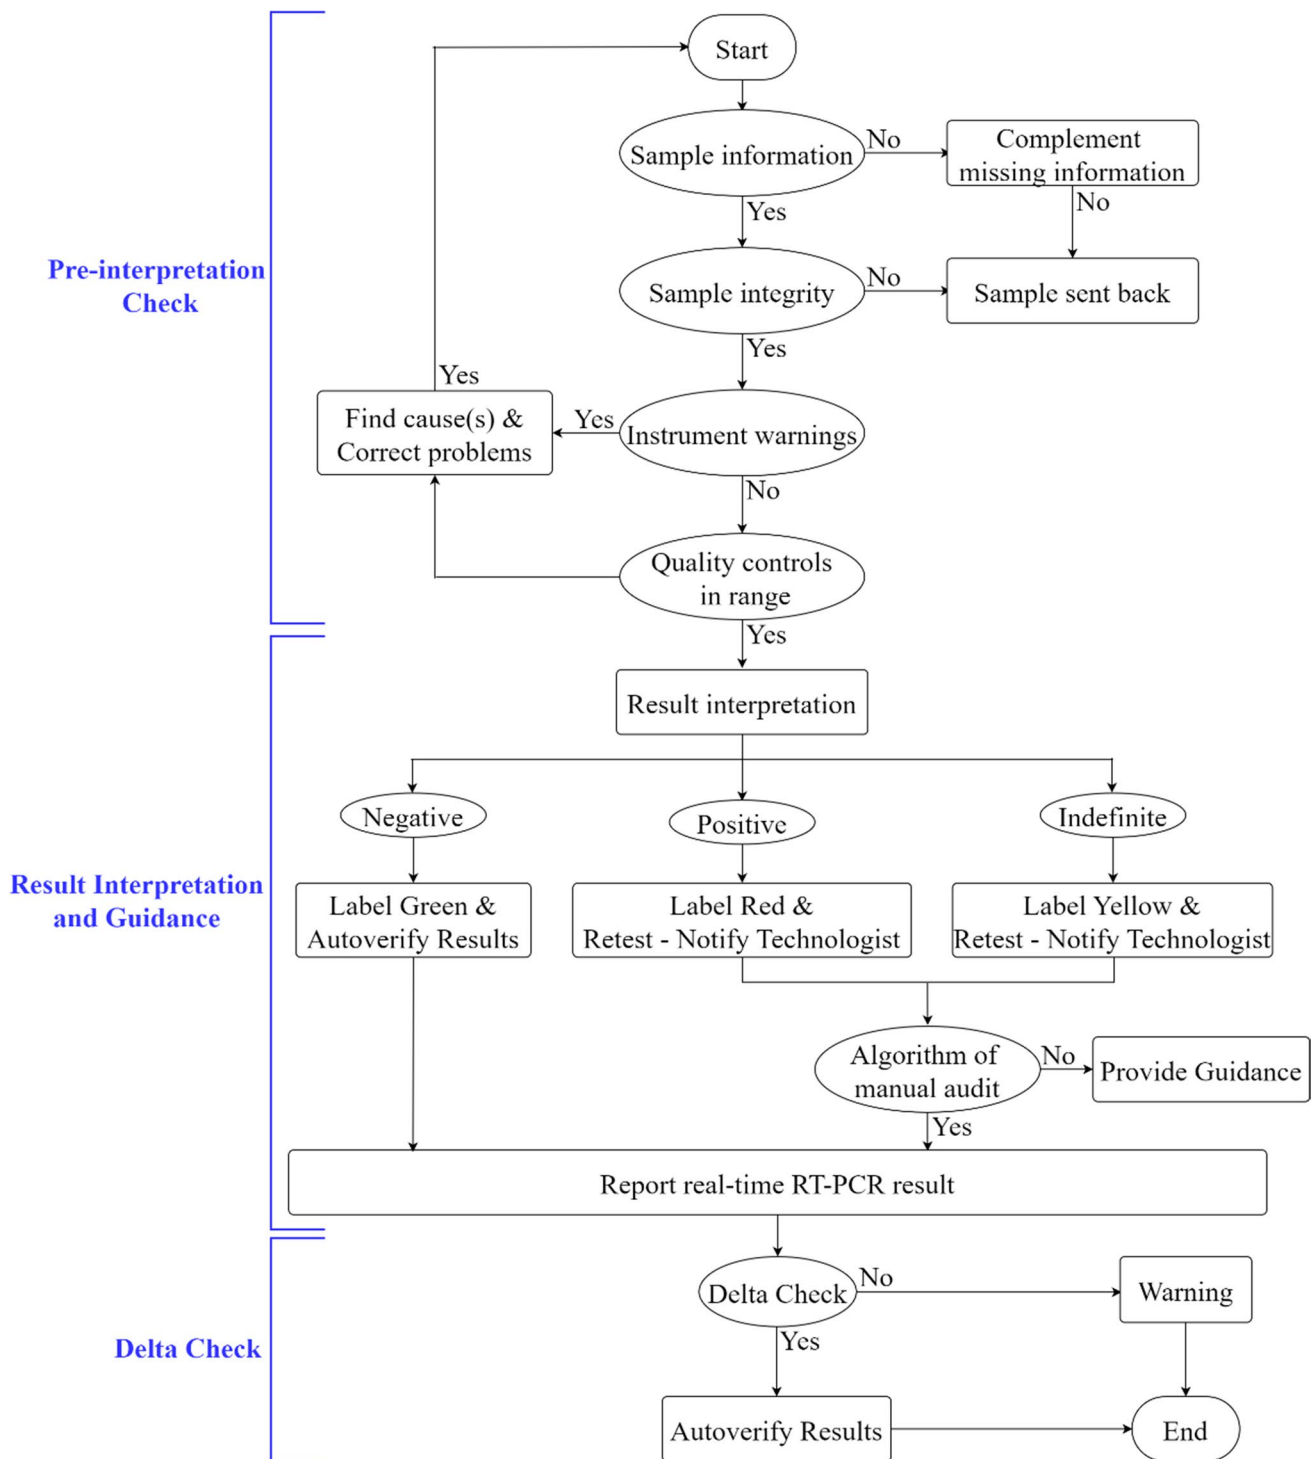 Start
Sample information
No
Complement
missing information
Yes
No
Pre-interpretation
Check
Sample integrity
No
Sample sent back
Yes
Yes
Find cause(s) &
Correct problems
Yes
Instrument warnings
No
Quality controls
in range
Yes
Result interpretation
Negative
Positive
Indefinite
Result Interpretation
and Guidance
Label Green &
Autoverify Results
Label Red &
Retest - Notify Technologist
Label Yellow &
Retest - Notify Technologist
Algorithm of
manual audit
No
Provide Guidance
Yes
Report real-time RT-PCR result
Delta Check
No
Warning
Yes
Delta Check
Autoverify Results
End